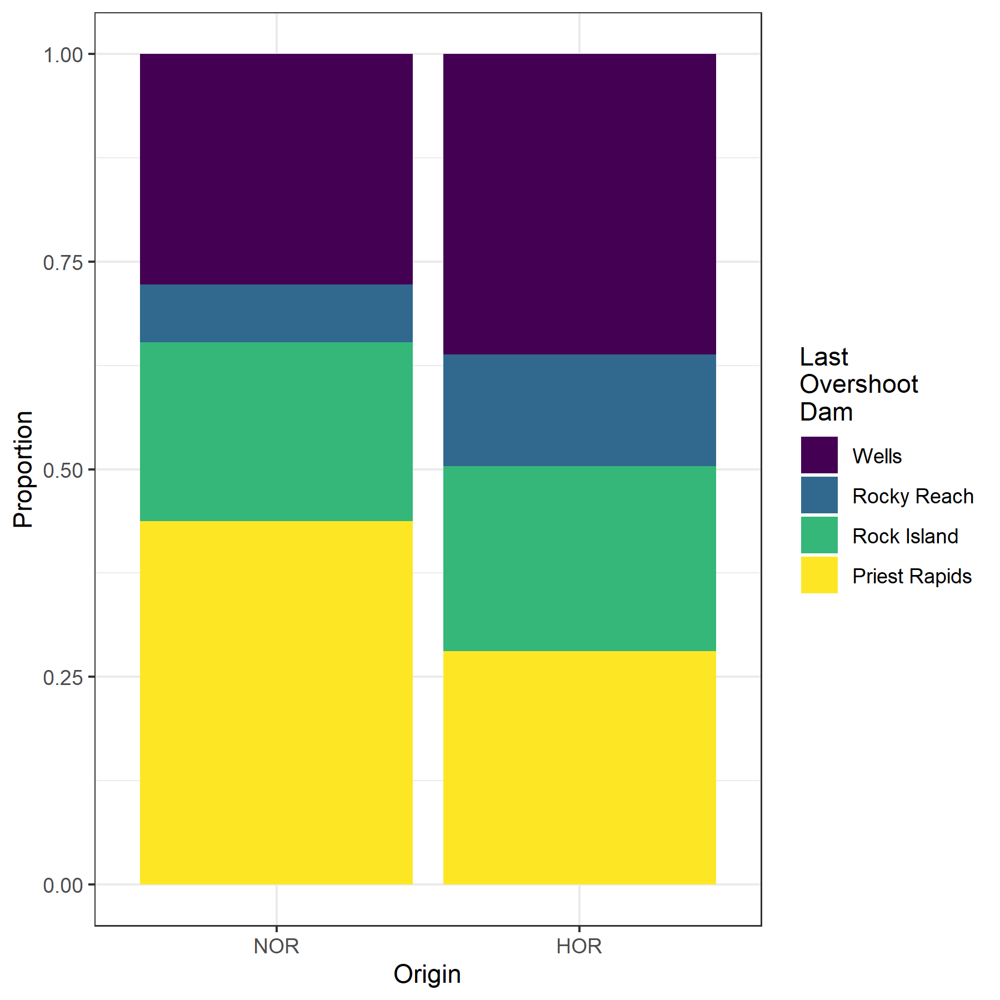 1.00
0.75
0.50
0.25
0.00
Proportion
NOR
HOR
Origin
Last
Overshoot
Dam
Wells
Rocky Reach
Rock Island
Priest Rapids